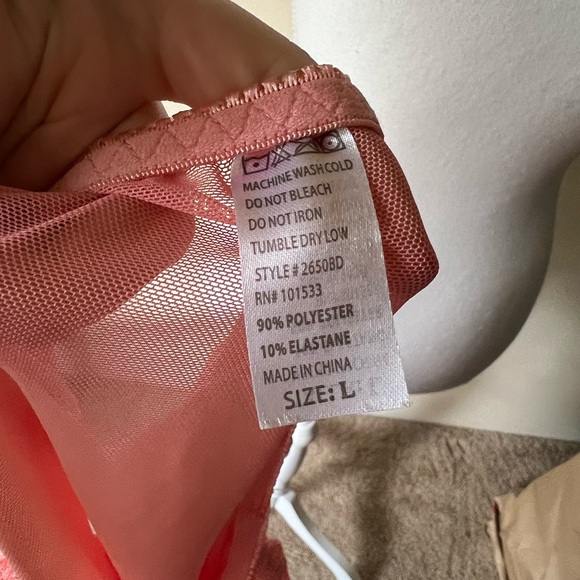 MACHINE WASH COLD
DO NOT BLEACH
DO NOT IRON
TUMBLE DRY LOW
STYLE # 2650BD
RN# 101533
90% POLYESTER
10% ELASTANE
MADE IN CHINA
SIZE: L